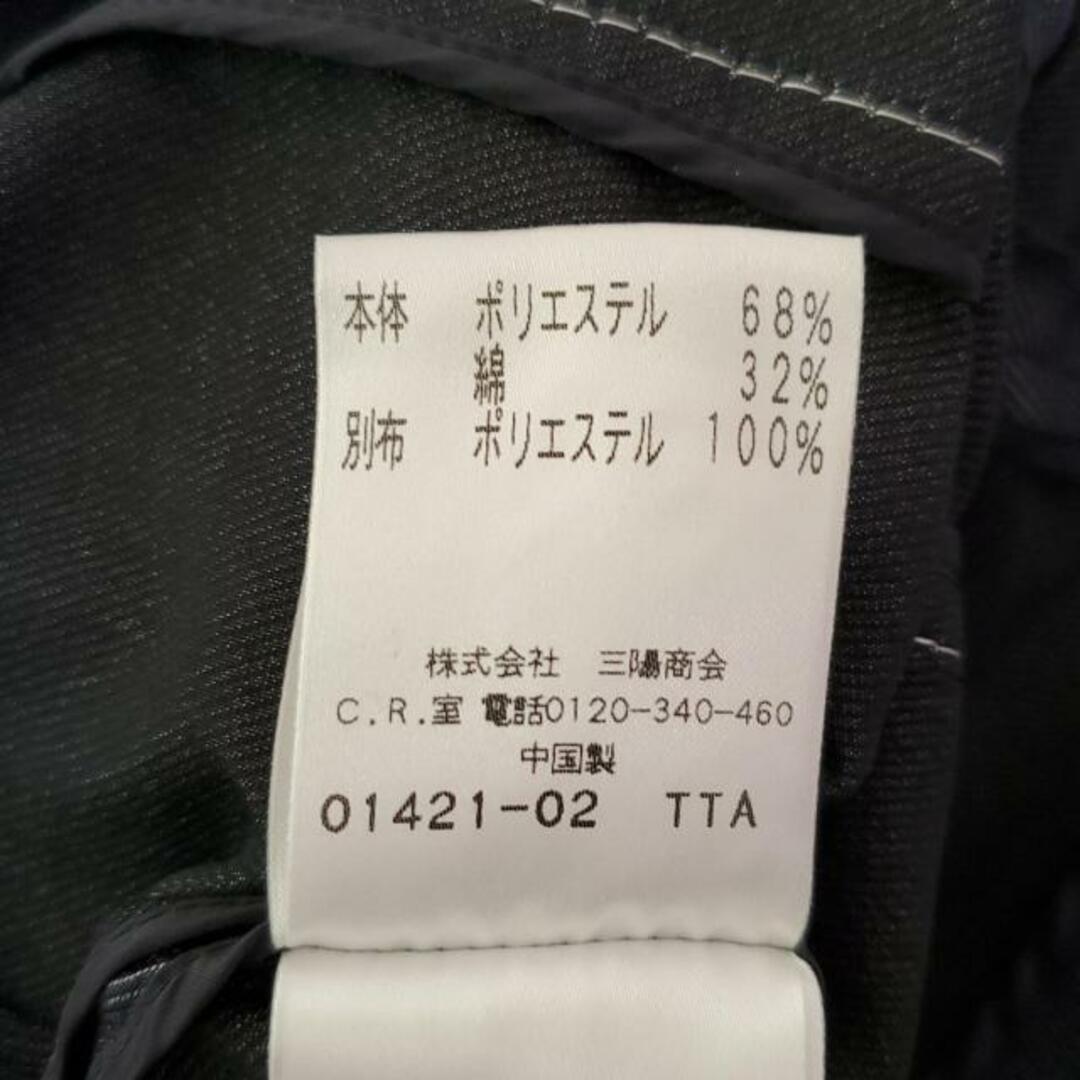 本体 ポリエステル 68%
綿 32%
別布 ポリエステル 100%
株式会社 三陽商会
C.R.室 電話0120-340-460
中国製
01421-02 TTA